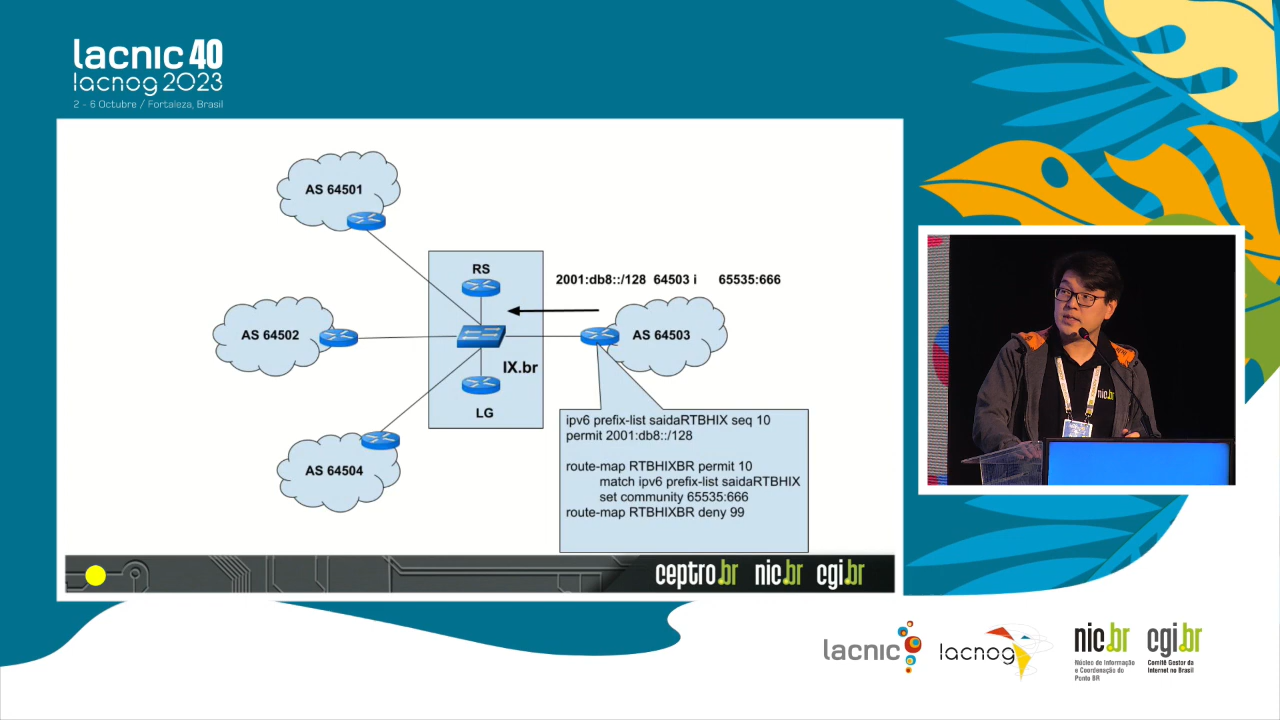 lacnic 40
lacnog 2023
2 - 6 Octubre / Fortaleza, Brasil
AS 64501
RS
2001:db8::/128 64503 i 65535:666
AS 64502
AS 64503
IX.br
LG
AS 64504
ipv6 prefix-list saidaRTBHIX seq 10
permit 2001:db8::/128
route-map RTBHIXBR permit 10
match ipv6 prefix-list saidaRTBHIX
set community 65535:666
route-map RTBHIXBR deny 99
ceptro.br nic.br cgi.br
nic.br
lacnic
lacnog
nic.br
Núcleo de Informação
e Coordenação do
Ponto BR
cgi.br
Comitê Gestor da
Internet no Brasil